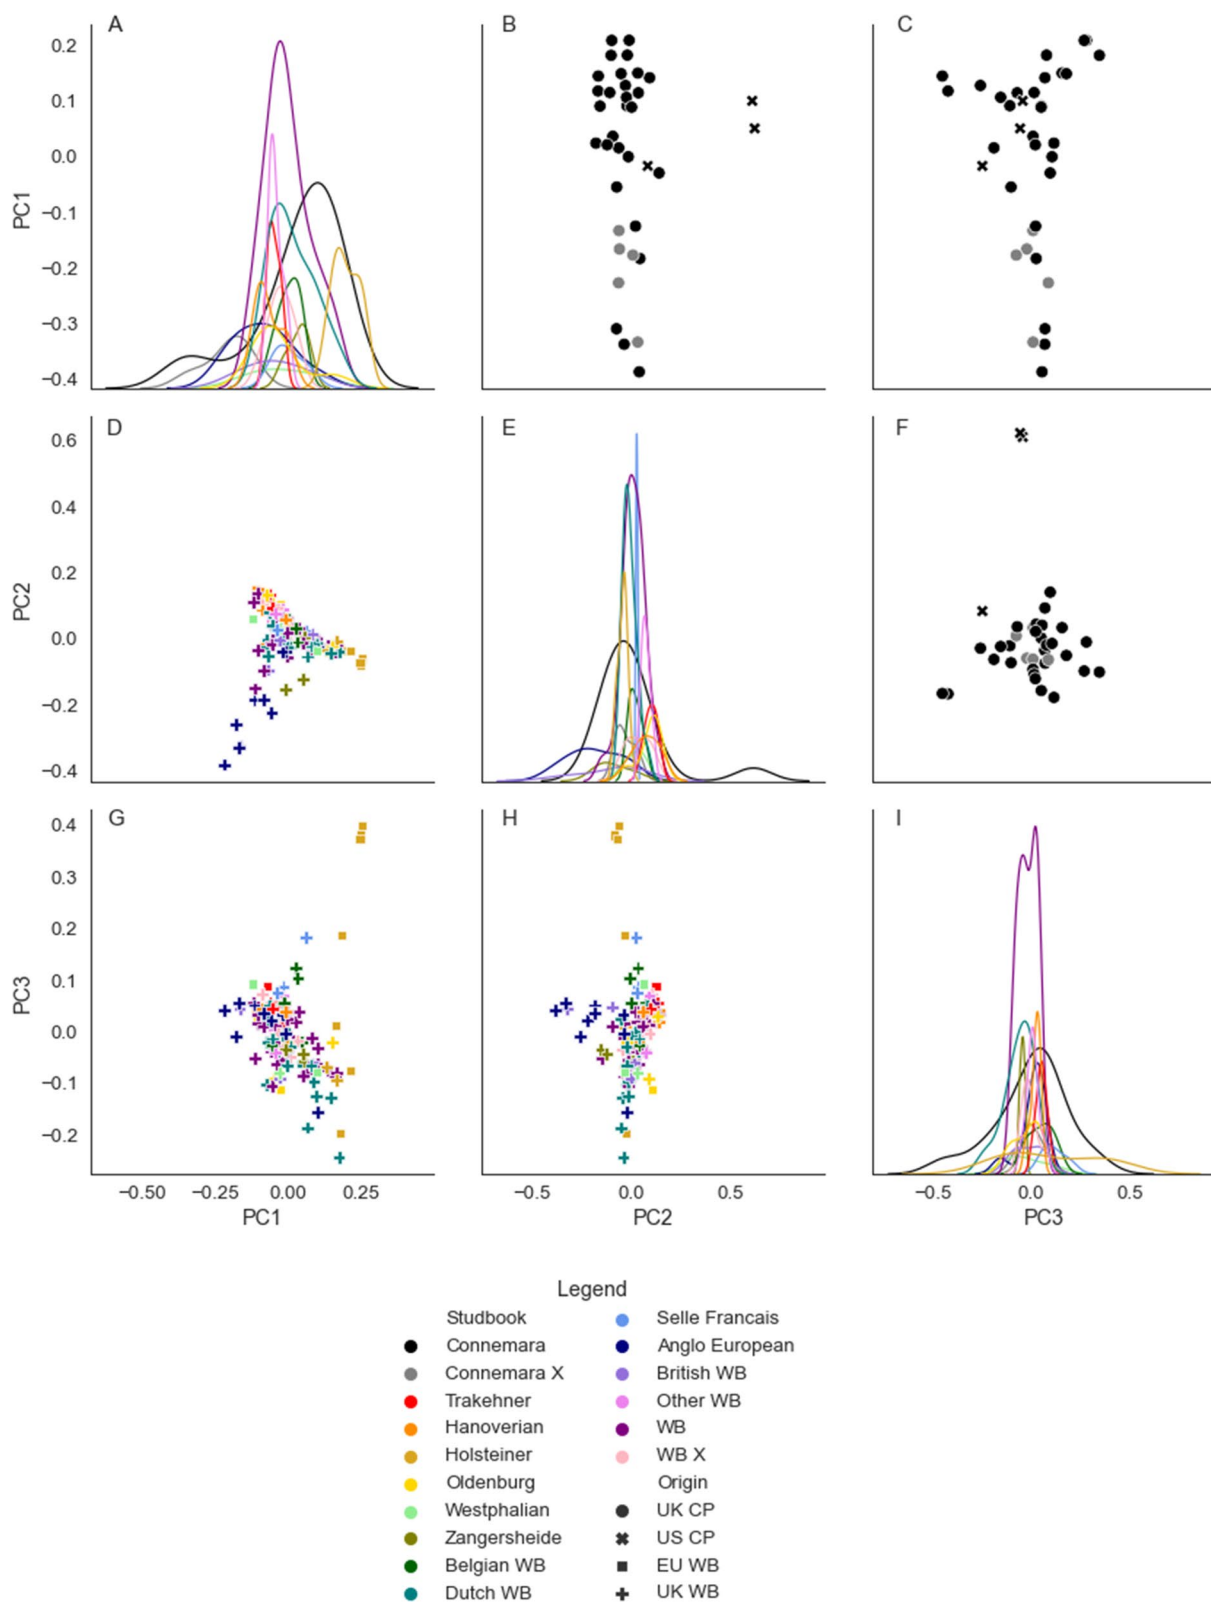 A B C
PC1
0.2
0.1
0.0
−0.1
−0.2
−0.3
−0.4
D E F
PC2
0.6
0.4
0.2
0.0
−0.2
−0.4
G H I
PC3
0.4
0.3
0.2
0.1
0.0
−0.1
−0.2
−0.50 −0.25 0.00 0.25
PC1
−0.5 0.0 0.5
PC2
−0.5 0.0 0.5
PC3
Legend
Studbook
Connemara
Connemara X
Trakehner
Hanoverian
Holsteiner
Oldenburg
Westphalian
Zangersheide
Belgian WB
Dutch WB
Selle Francais
Anglo European
British WB
Other WB
WB
WB X
Origin
UK CP
US CP
EU WB
UK WB